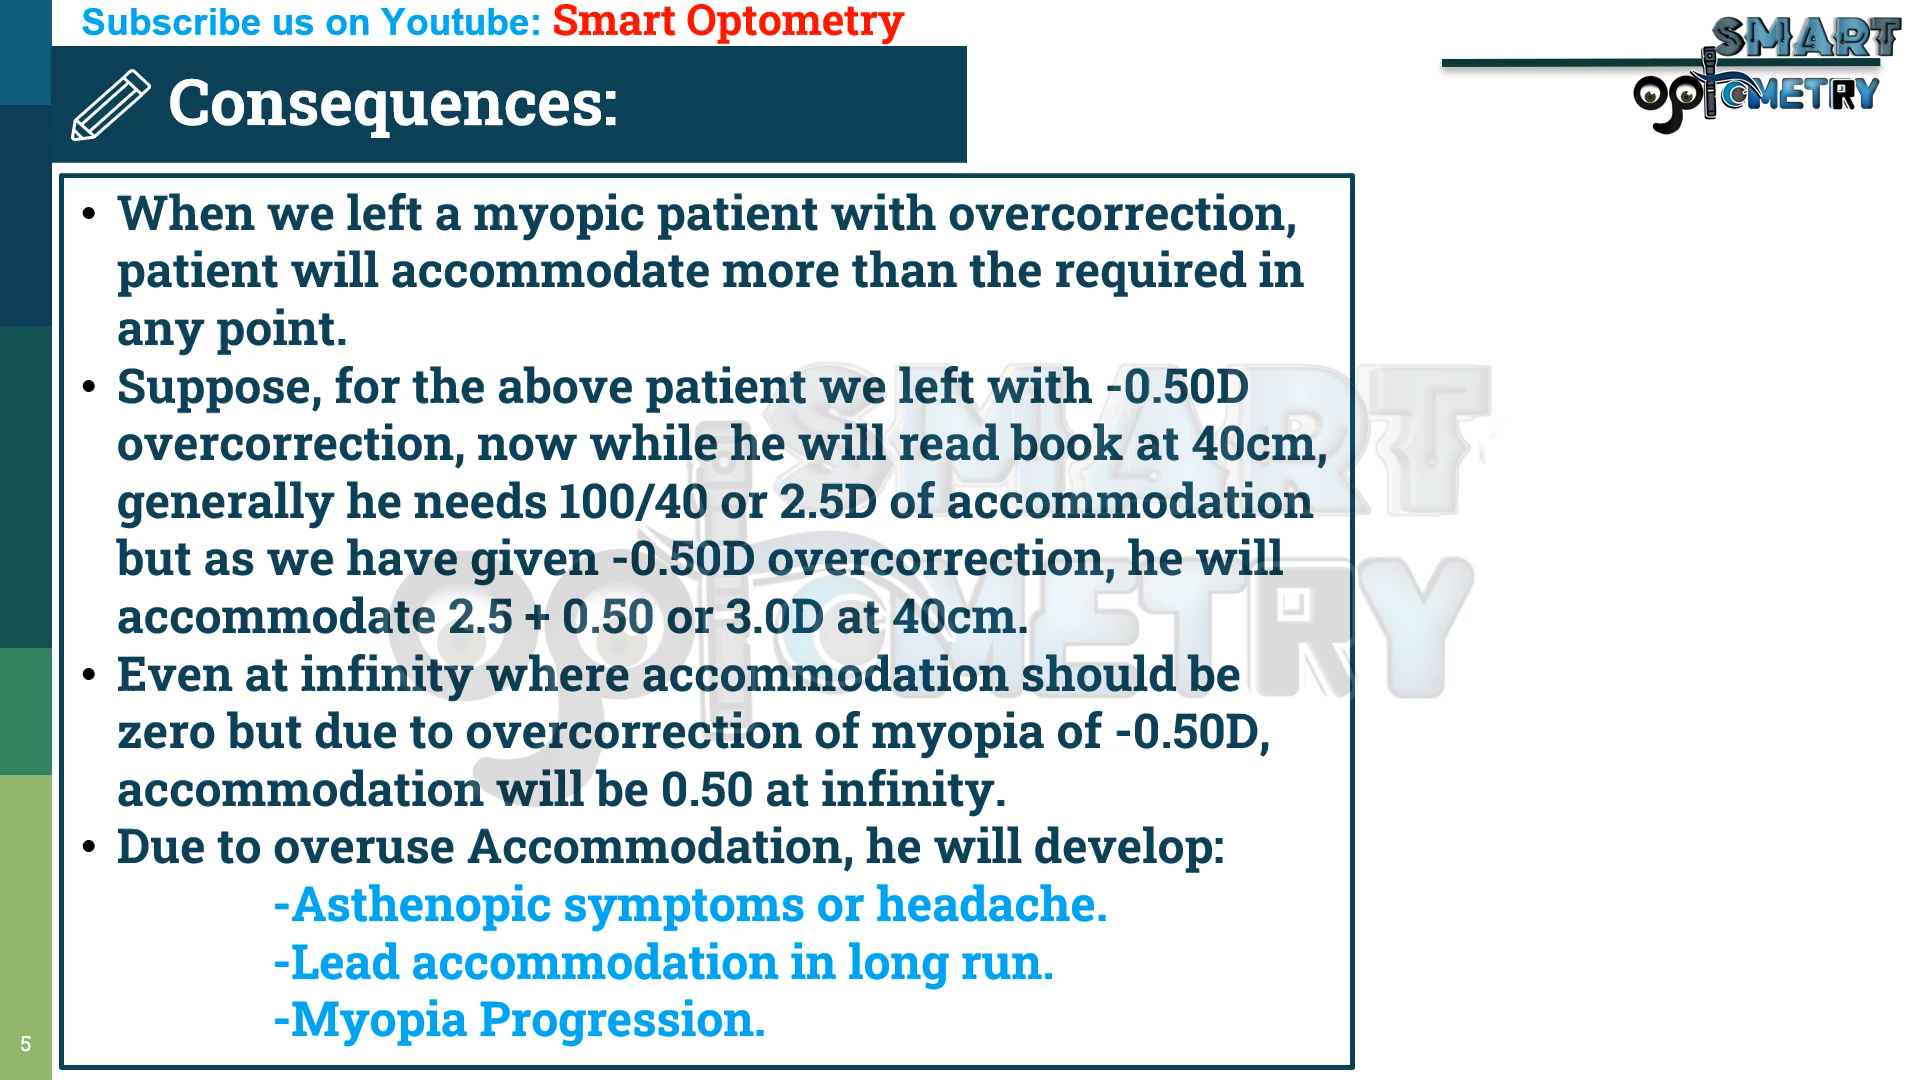 Subscribe us on Youtube: Smart Optometry
SMART
OptOMETRY
Consequences:
• When we left a myopic patient with overcorrection,
patient will accommodate more than the required in
any point.
• Suppose, for the above patient we left with -0.50D
overcorrection, now while he will read book at 40cm,
generally he needs 100/40 or 2.5D of accommodation
but as we have given -0.50D overcorrection, he will
accommodate 2.5 + 0.50 or 3.0D at 40cm.
• Even at infinity where accommodation should be
zero but due to overcorrection of myopia of -0.50D,
accommodation will be 0.50 at infinity.
• Due to overuse Accommodation, he will develop:
-Asthenopic symptoms or headache.
-Lead accommodation in long run.
-Myopia Progression.
SMART
OptOMETRY
5